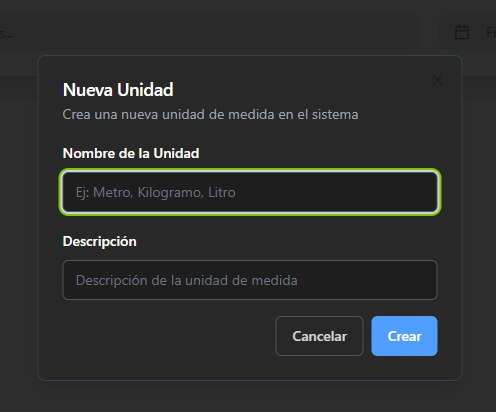 s...
Nueva Unidad
Crea una nueva unidad de medida en el sistema
Nombre de la Unidad
Ej: Metro, Kilogramo, Litro
Descripción
Descripción de la unidad de medida
Cancelar
Crear